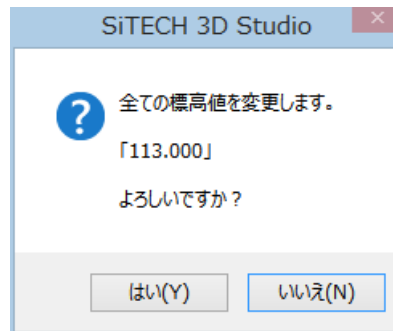 SiTECH 3D Studio
全ての標高値を変更します。
「113.000」
よろしいですか？
はい(Y)
いいえ(N)